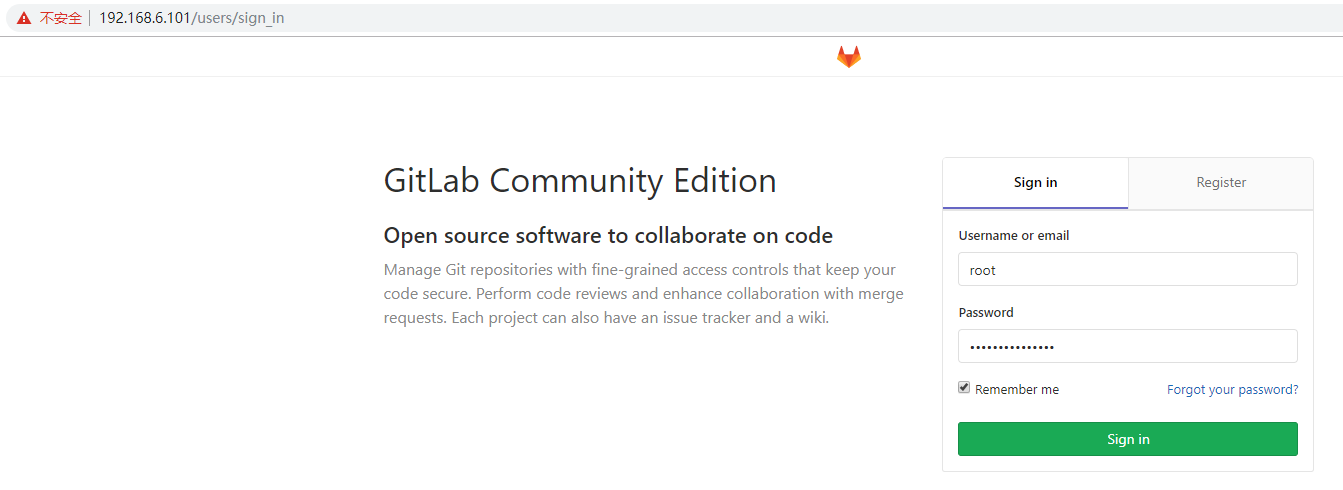 不安全 192.168.6.101/users/sign_in
GitLab Community Edition
Open source software to collaborate on code
Manage Git repositories with fine-grained access controls that keep your
code secure. Perform code reviews and enhance collaboration with merge
requests. Each project can also have an issue tracker and a wiki.
Sign in Register
Username or email
root
Password
•••••••••••••••
Remember me Forgot your password?
Sign in